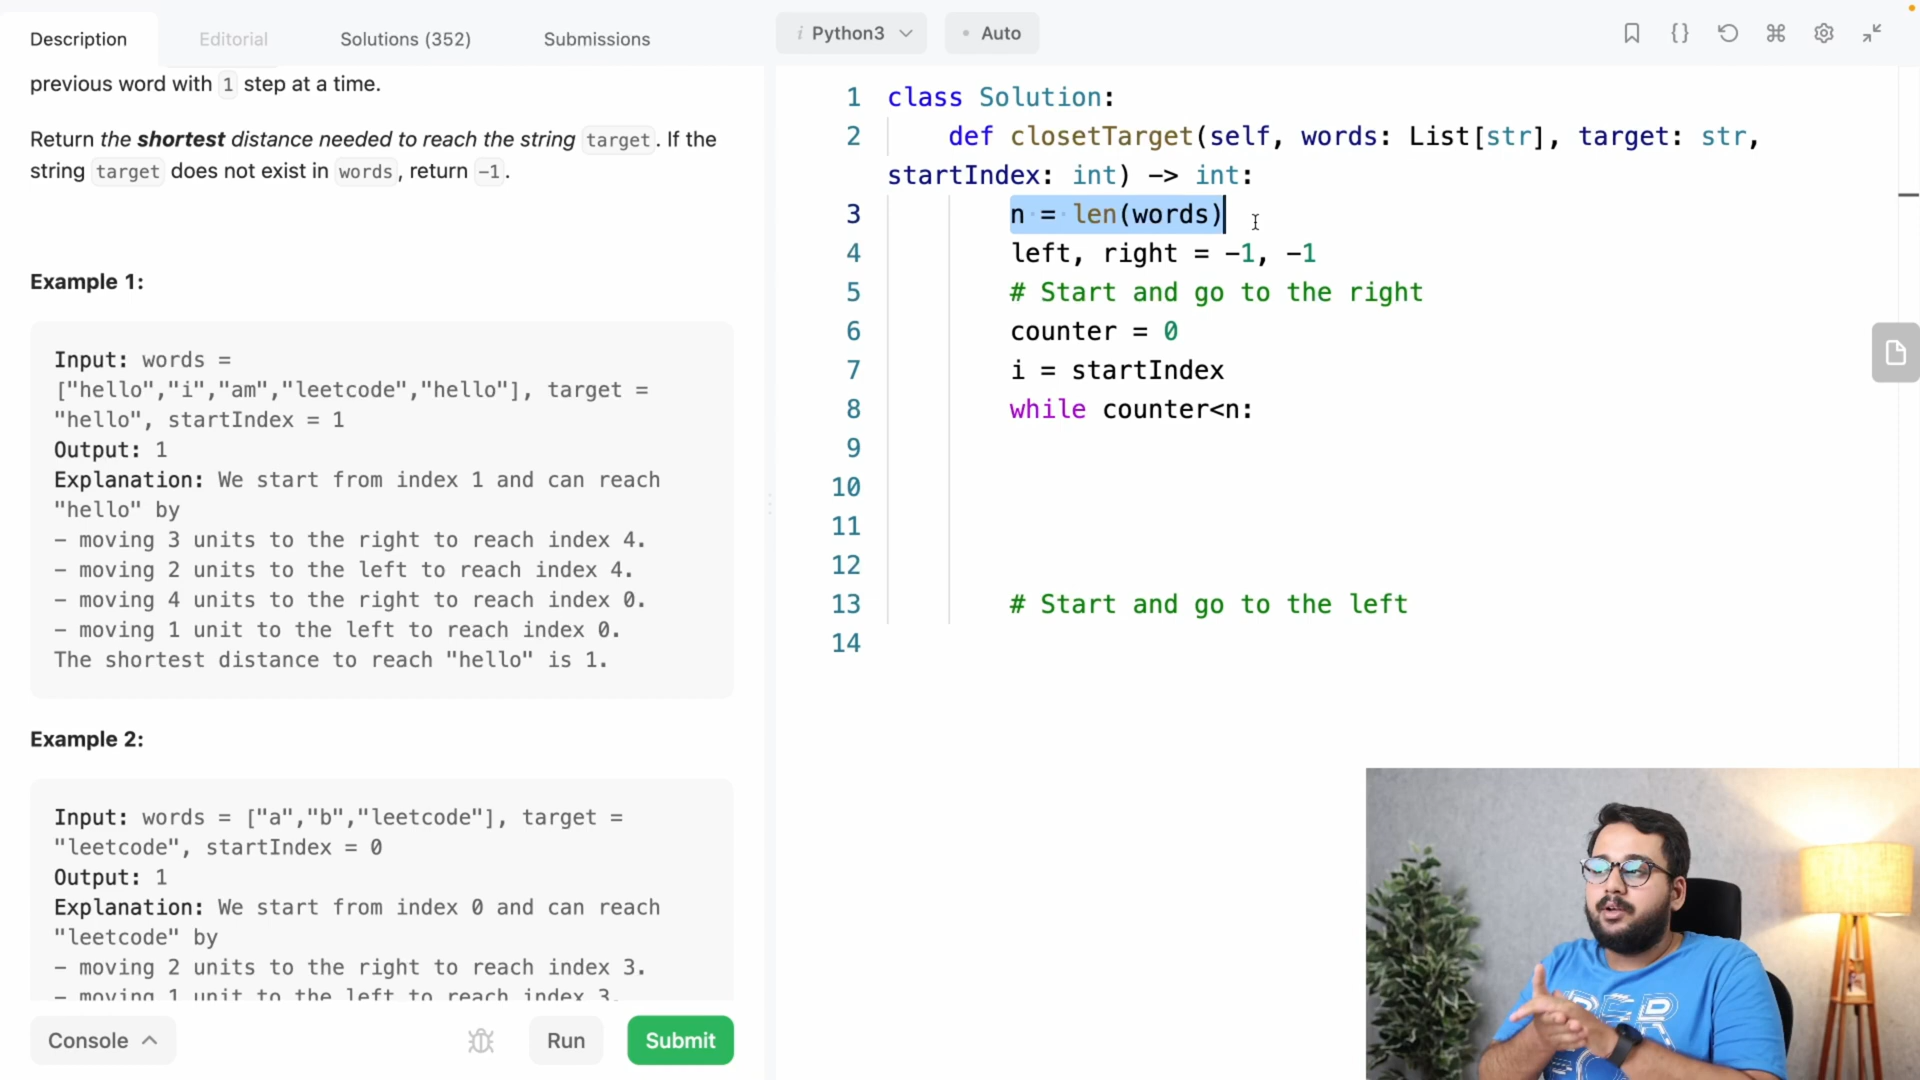 Description
Editorial
Solutions (352)
Submissions
previous word with 1 step at a time.
Return the shortest distance needed to reach the string target. If the
string target does not exist in words, return -1.
Example 1:
Input: words =
["hello","i","am","leetcode","hello"], target =
"hello", startIndex = 1
Output: 1
Explanation: We start from index 1 and can reach
"hello" by
- moving 3 units to the right to reach index 4.
- moving 2 units to the left to reach index 4.
- moving 4 units to the right to reach index 0.
- moving 1 unit to the left to reach index 0.
The shortest distance to reach "hello" is 1.
Example 2:
Input: words = ["a","b","leetcode"], target =
"leetcode", startIndex = 0
Output: 1
Explanation: We start from index 0 and can reach
"leetcode" by
- moving 2 units to the right to reach index 3.
- moving 1 unit to the left to reach index 3.
Console
Run
Submit
i Python3
Auto
{}
1 class Solution:
2 def closetTarget(self, words: List[str], target: str,
startIndex: int) -> int:
3 n = len(words)
4 left, right = -1, -1
5 # Start and go to the right
6 counter = 0
7 i = startIndex
8 while counter<n:
9
10
11
12
13 # Start and go to the left
14